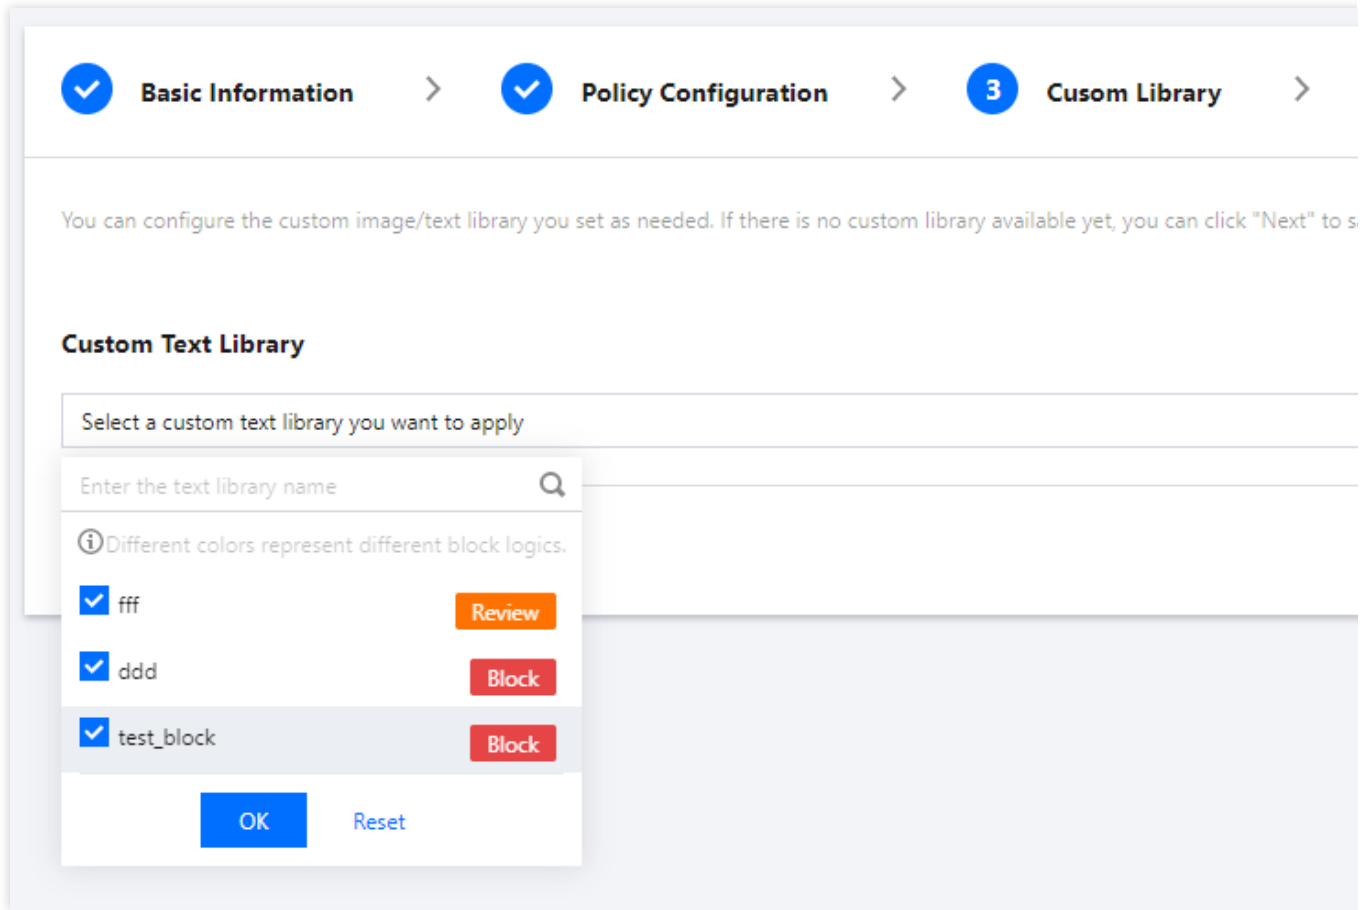 Basic Information > Policy Configuration > 3 Cusom Library >
You can configure the custom image/text library you set as needed. If there is no custom library available yet, you can click "Next" to
Custom Text Library
Select a custom text library you want to apply
Enter the text library name
Different colors represent different block logics.
fff Review
ddd Block
test_block Block
OK Reset